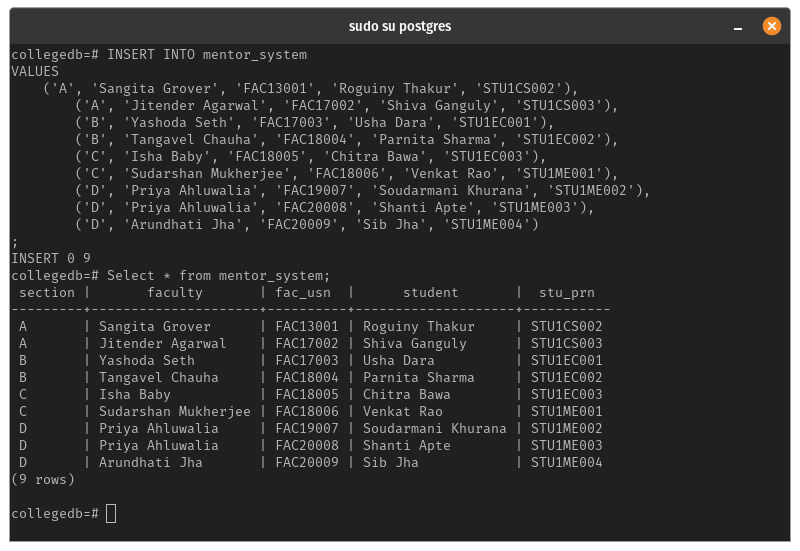 sudo su postgres
collegedb=# INSERT INTO mentor_system
VALUES
    ('A', 'Sangita Grover', 'FAC13001', 'Roguiny Thakur', 'STU1CS002'),
        ('A', 'Jitender Agarwal', 'FAC17002', 'Shiva Ganguly', 'STU1CS003'),
        ('B', 'Yashoda Seth', 'FAC17003', 'Usha Dara', 'STU1EC001'),
        ('B', 'Tangavel Chauha', 'FAC18004', 'Parnita Sharma', 'STU1EC002'),
        ('C', 'Isha Baby', 'FAC18005', 'Chitra Bawa', 'STU1EC003'),
        ('C', 'Sudarshan Mukherjee', 'FAC18006', 'Venkat Rao', 'STU1ME001'),
        ('D', 'Priya Ahluwalia', 'FAC19007', 'Soudarmani Khurana', 'STU1ME002'),
        ('D', 'Priya Ahluwalia', 'FAC20008', 'Shanti Apte', 'STU1ME003'),
        ('D', 'Arundhati Jha', 'FAC20009', 'Sib Jha', 'STU1ME004')
;
INSERT 0 9
collegedb=# Select * from mentor_system;
 section |       faculty       | fac_usn  |      student       |  stu_prn
---------+---------------------+----------+--------------------+-----------
 A       | Sangita Grover      | FAC13001 | Roguiny Thakur     | STU1CS002
 A       | Jitender Agarwal    | FAC17002 | Shiva Ganguly      | STU1CS003
 B       | Yashoda Seth        | FAC17003 | Usha Dara          | STU1EC001
 B       | Tangavel Chauha     | FAC18004 | Parnita Sharma     | STU1EC002
 C       | Isha Baby           | FAC18005 | Chitra Bawa        | STU1EC003
 C       | Sudarshan Mukherjee | FAC18006 | Venkat Rao         | STU1ME001
 D       | Priya Ahluwalia     | FAC19007 | Soudarmani Khurana | STU1ME002
 D       | Priya Ahluwalia     | FAC20008 | Shanti Apte        | STU1ME003
 D       | Arundhati Jha       | FAC20009 | Sib Jha            | STU1ME004
(9 rows)
collegedb=#